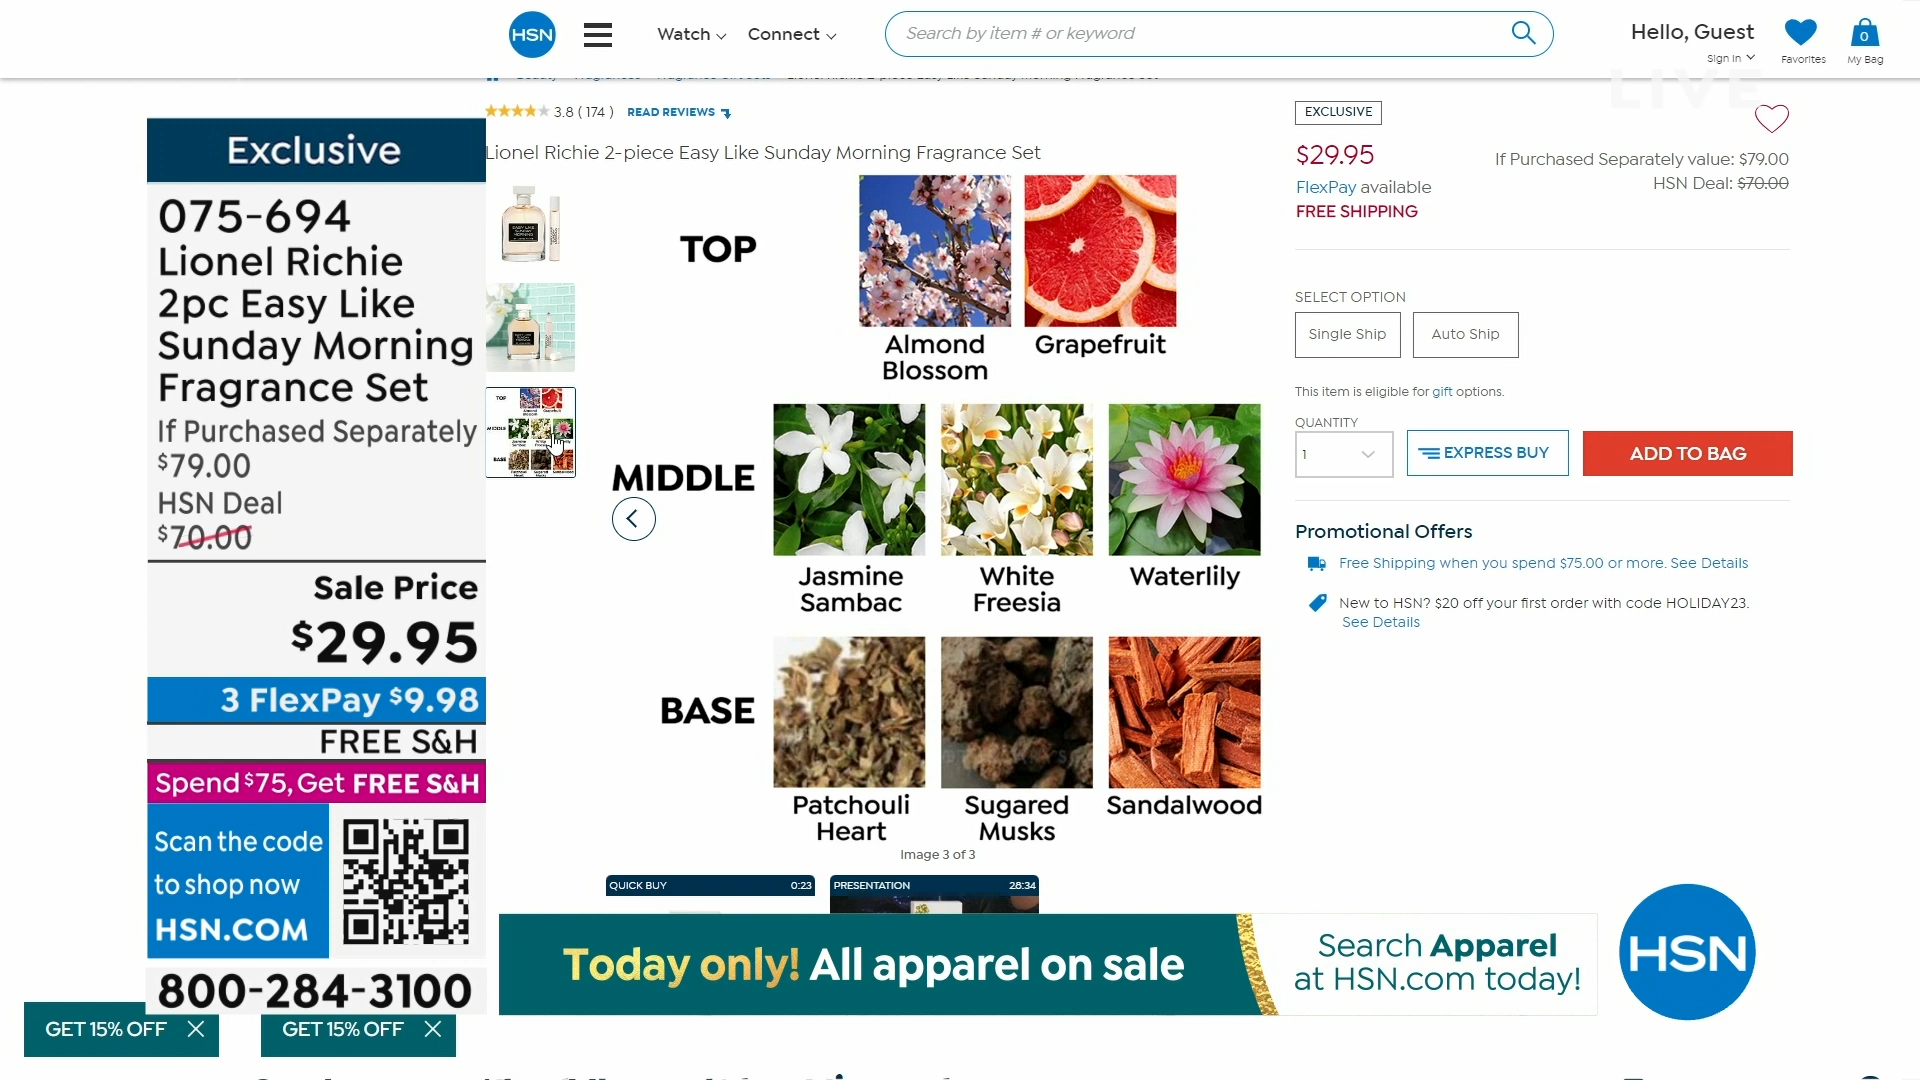 HSN
Watch
Connect
Search by item # or keyword
Hello, Guest
Sign In
Favorites
0
My Bag
LIVE
3.8 ( 174 )
READ REVIEWS
Lionel Richie 2-piece Easy Like Sunday Morning Fragrance Set
Exclusive
075-694
Lionel Richie
2pc Easy Like
Sunday Morning
Fragrance Set
If Purchased Separately
$79.00
HSN Deal
$70.00
Sale Price
$29.95
3 FlexPay $9.98
FREE S&H
Spend $75, Get FREE S&H
Scan the code
to shop now
HSN.COM
800-284-3100
GET 15% OFF
GET 15% OFF
TOP
Almond
Blossom
Grapefruit
MIDDLE
Jasmine
Sambac
White
Freesia
Waterlily
BASE
Patchouli
Heart
Sugared
Musks
Sandalwood
Image 3 of 3
QUICK BUY 0:23
PRESENTATION 28:34
EXCLUSIVE
$29.95
If Purchased Separately value: $79.00
HSN Deal: $70.00
FlexPay available
FREE SHIPPING
SELECT OPTION
Single Ship
Auto Ship
This item is eligible for gift options.
QUANTITY
1
EXPRESS BUY
ADD TO BAG
Promotional Offers
Free Shipping when you spend $75.00 or more. See Details
New to HSN? $20 off your first order with code HOLIDAY23.
See Details
Today only! All apparel on sale
Search Apparel
at HSN.com today!
HSN